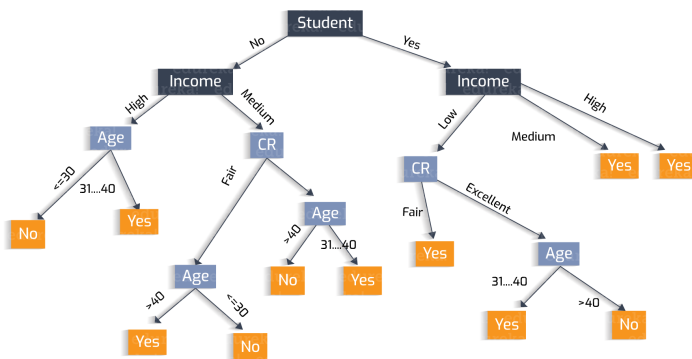 Student
No
Yes
Income
Income
High
Medium
Low
Medium
High
Age
CR
CR
Yes
Yes
<=30
31....40
Fair
Fair
Excellent
No
Yes
Age
Yes
Age
>40
31....40
Age
No
Yes
31....40
>40
>40
<=30
Yes
No
Yes
No